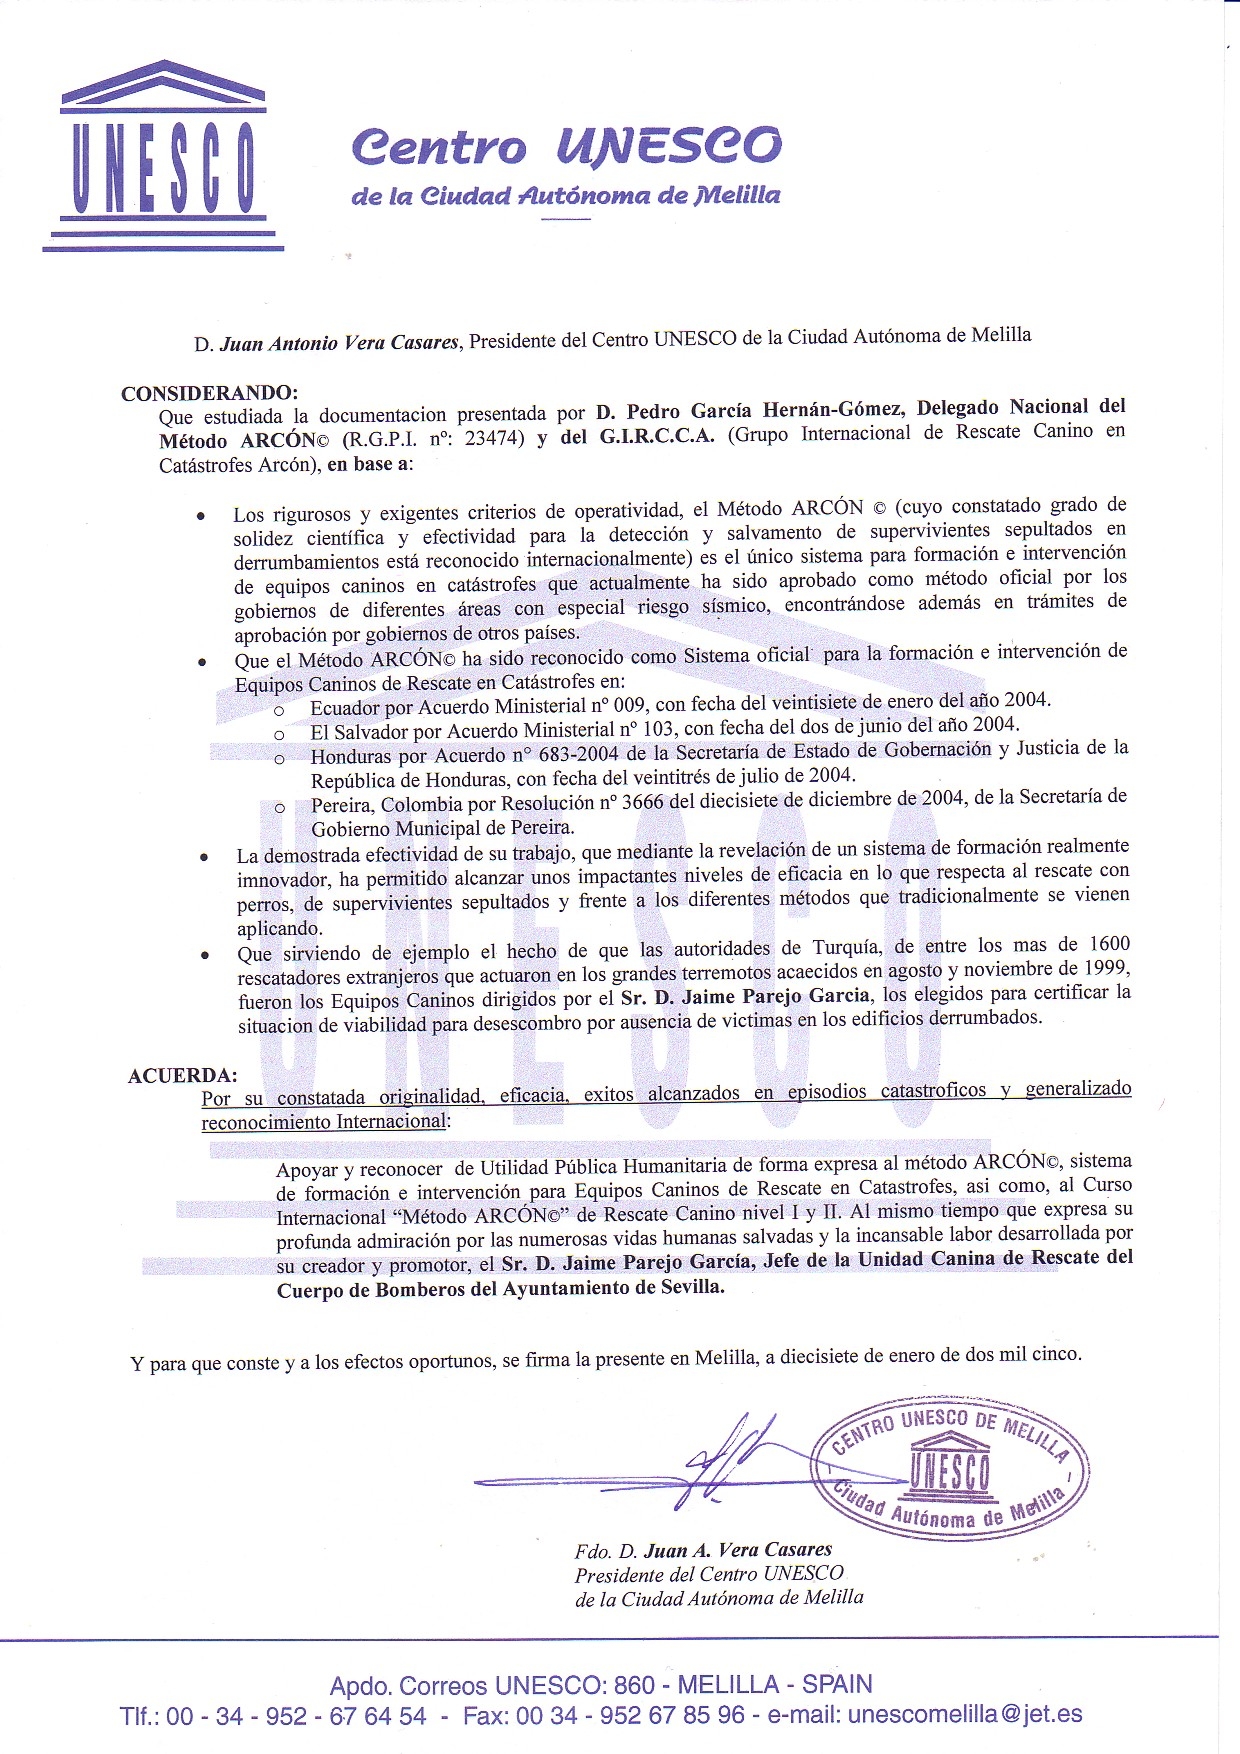 UNESCO
Centro UNESCO
de la Ciudad Autónoma de Melilla
D. Juan Antonio Vera Casares, Presidente del Centro UNESCO de la Ciudad Autónoma de Melilla
CONSIDERANDO:
Que estudiada la documentacion presentada por D. Pedro García Hernán-Gómez, Delegado Nacional del
Método ARCÓN© (R.G.P.I. nº: 23474) y del G.I.R.C.C.A. (Grupo Internacional de Rescate Canino en
Catástrofes Arcón), en base a:
• Los rigurosos y exigentes criterios de operatividad, el Método ARCÓN © (cuyo constatado grado de
solidez científica y efectividad para la detección y salvamento de supervivientes sepultados en
derrumbamientos está reconocido internacionalmente) es el único sistema para formación e intervención
de equipos caninos en catástrofes que actualmente ha sido aprobado como método oficial por los
gobiernos de diferentes áreas con especial riesgo sísmico, encontrándose además en trámites de
aprobación por gobiernos de otros países.
• Que el Método ARCÓN© ha sido reconocido como Sistema oficial para la formación e intervención de
Equipos Caninos de Rescate en Catástrofes en:
o Ecuador por Acuerdo Ministerial nº 009, con fecha del veintisiete de enero del año 2004.
o El Salvador por Acuerdo Ministerial nº 103, con fecha del dos de junio del año 2004.
o Honduras por Acuerdo n° 683-2004 de la Secretaría de Estado de Gobernación y Justicia de la
República de Honduras, con fecha del veintitrés de julio de 2004.
o Pereira, Colombia por Resolución nº 3666 del diecisiete de diciembre de 2004, de la Secretaría de
Gobierno Municipal de Pereira.
• La demostrada efectividad de su trabajo, que mediante la revelación de un sistema de formación realmente
imnovador, ha permitido alcanzar unos impactantes niveles de eficacia en lo que respecta al rescate con
perros, de supervivientes sepultados y frente a los diferentes métodos que tradicionalmente se vienen
aplicando.
• Que sirviendo de ejemplo el hecho de que las autoridades de Turquía, de entre los mas de 1600
rescatadores extranjeros que actuaron en los grandes terremotos acaecidos en agosto y noviembre de 1999,
fueron los Equipos Caninos dirigidos por el Sr. D. Jaime Parejo Garcia, los elegidos para certificar la
situacion de viabilidad para desescombro por ausencia de victimas en los edificios derrumbados.
ACUERDA:
Por su constatada originalidad, eficacia, exitos alcanzados en episodios catastroficos y generalizado
reconocimiento Internacional:
Apoyar y reconocer de Utilidad Pública Humanitaria de forma expresa al método ARCÓN©, sistema
de formación e intervención para Equipos Caninos de Rescate en Catastrofes, asi como, al Curso
Internacional “Método ARCÓN©” de Rescate Canino nivel I y II. Al mismo tiempo que expresa su
profunda admiración por las numerosas vidas humanas salvadas y la incansable labor desarrollada por
su creador y promotor, el Sr. D. Jaime Parejo García, Jefe de la Unidad Canina de Rescate del
Cuerpo de Bomberos del Ayuntamiento de Sevilla.
Y para que conste y a los efectos oportunos, se firma la presente en Melilla, a diecisiete de enero de dos mil cinco.
CENTRO UNESCO DE MELILLA
UNESCO
- Ciudad Autónoma de Melilla -
Fdo. D. Juan A. Vera Casares
Presidente del Centro UNESCO
de la Ciudad Autónoma de Melilla
Apdo. Correos UNESCO: 860 - MELILLA - SPAIN
Tlf.: 00 - 34 - 952 - 67 64 54 - Fax: 00 34 - 952 67 85 96 - e-mail: unescomelilla@jet.es